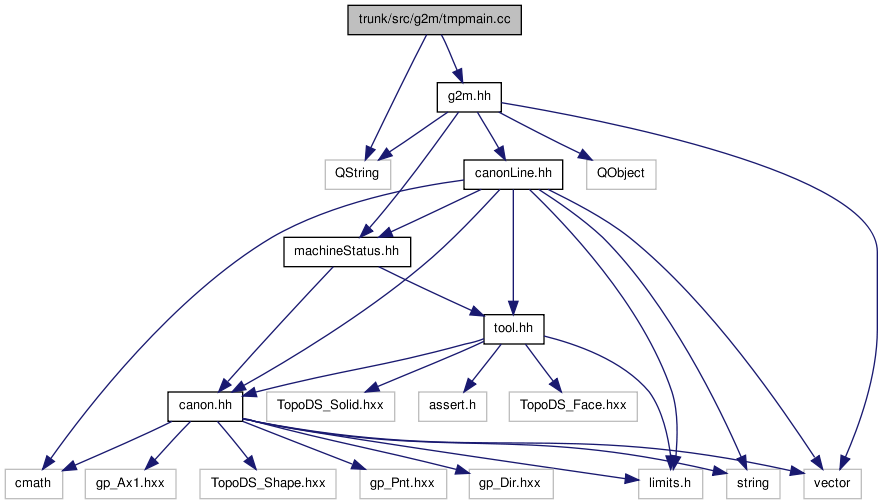 trunk/src/g2m/tmpmain.cc
g2m.hh
QString
canonLine.hh
QObject
machineStatus.hh
tool.hh
canon.hh
TopoDS_Solid.hxx
assert.h
TopoDS_Face.hxx
cmath
gp_Ax1.hxx
TopoDS_Shape.hxx
gp_Pnt.hxx
gp_Dir.hxx
limits.h
string
vector